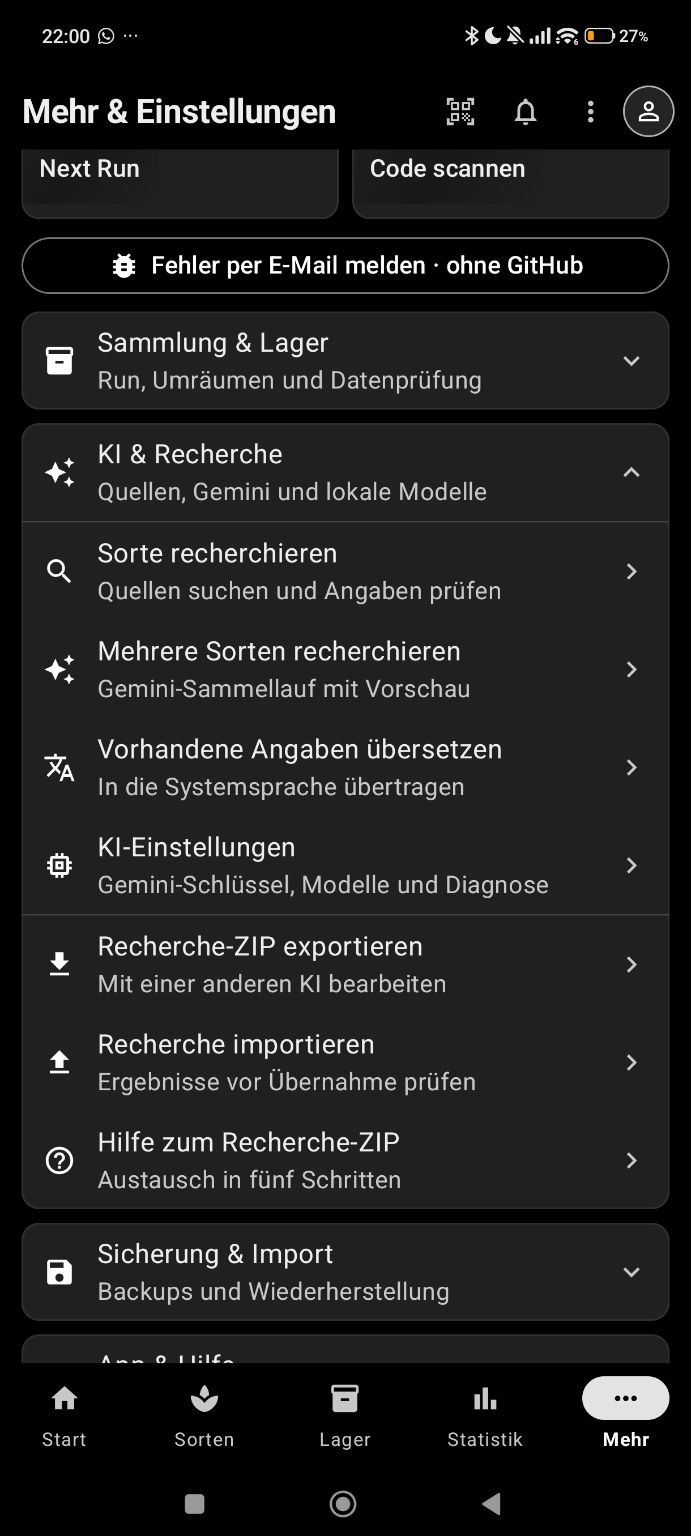 22:00
27%
Mehr & Einstellungen
Next Run
Code scannen
Fehler per E-Mail melden · ohne GitHub
Sammlung & Lager
Run, Umräumen und Datenprüfung
KI & Recherche
Quellen, Gemini und lokale Modelle
Sorte recherchieren
Quellen suchen und Angaben prüfen
Mehrere Sorten recherchieren
Gemini-Sammellauf mit Vorschau
Vorhandene Angaben übersetzen
In die Systemsprache übertragen
KI-Einstellungen
Gemini-Schlüssel, Modelle und Diagnose
Recherche-ZIP exportieren
Mit einer anderen KI bearbeiten
Recherche importieren
Ergebnisse vor Übernahme prüfen
Hilfe zum Recherche-ZIP
Austausch in fünf Schritten
Sicherung & Import
Backups und Wiederherstellung
App & Hilfe
Start
Sorten
Lager
Statistik
Mehr